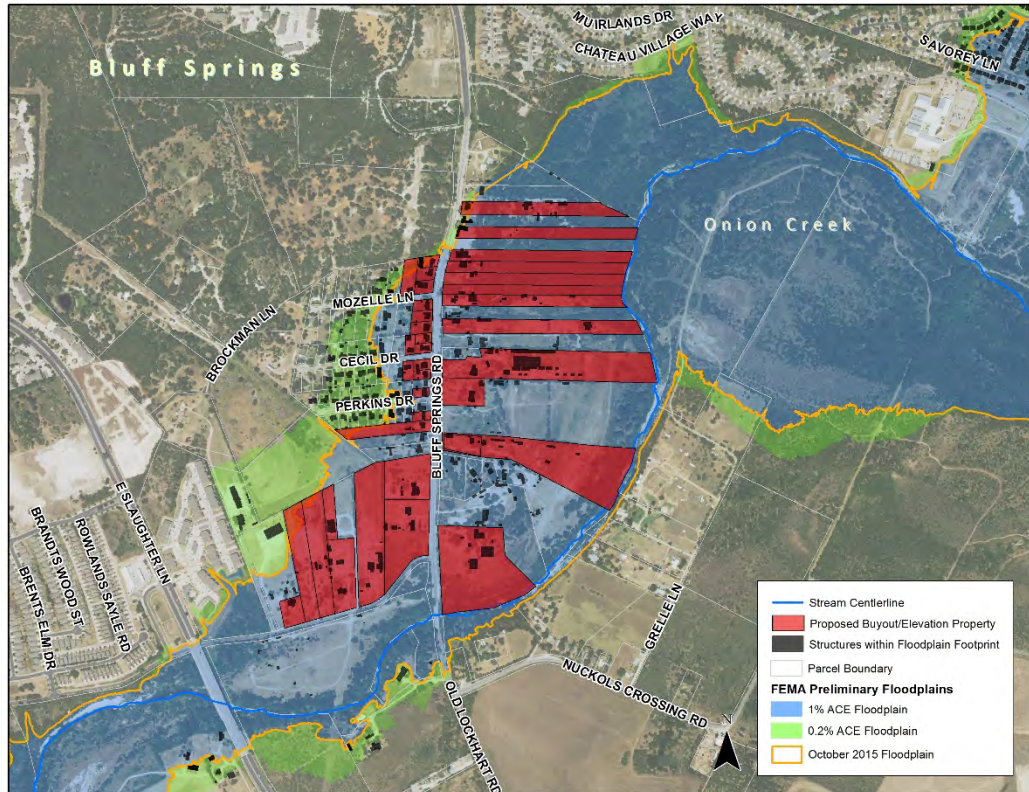 MUIRLANDS DR
CHATEAU VILLAGE WAY
SAVOREY LN
Bluff Springs
Onion Creek
MOZELLE LN
BROCKMAN LN
CECIL DR
PERKINS DR
BLUFF SPRINGS RD
E SLAUGHTER LN
BRANDTS WOOD ST
ROWLANDS SAYLE RD
BRENTS ELM DR
GRELLE LN
NUCKOLS CROSSING RD
OLD LOCKHART RD
N
Stream Centlerline
Proposed Buyout/Elevation Property
Structures within Floodplain Footprint
Parcel Boundary
FEMA Preliminary Floodplains
1% ACE Floodplain
0.2% ACE Floodplain
October 2015 Floodplain